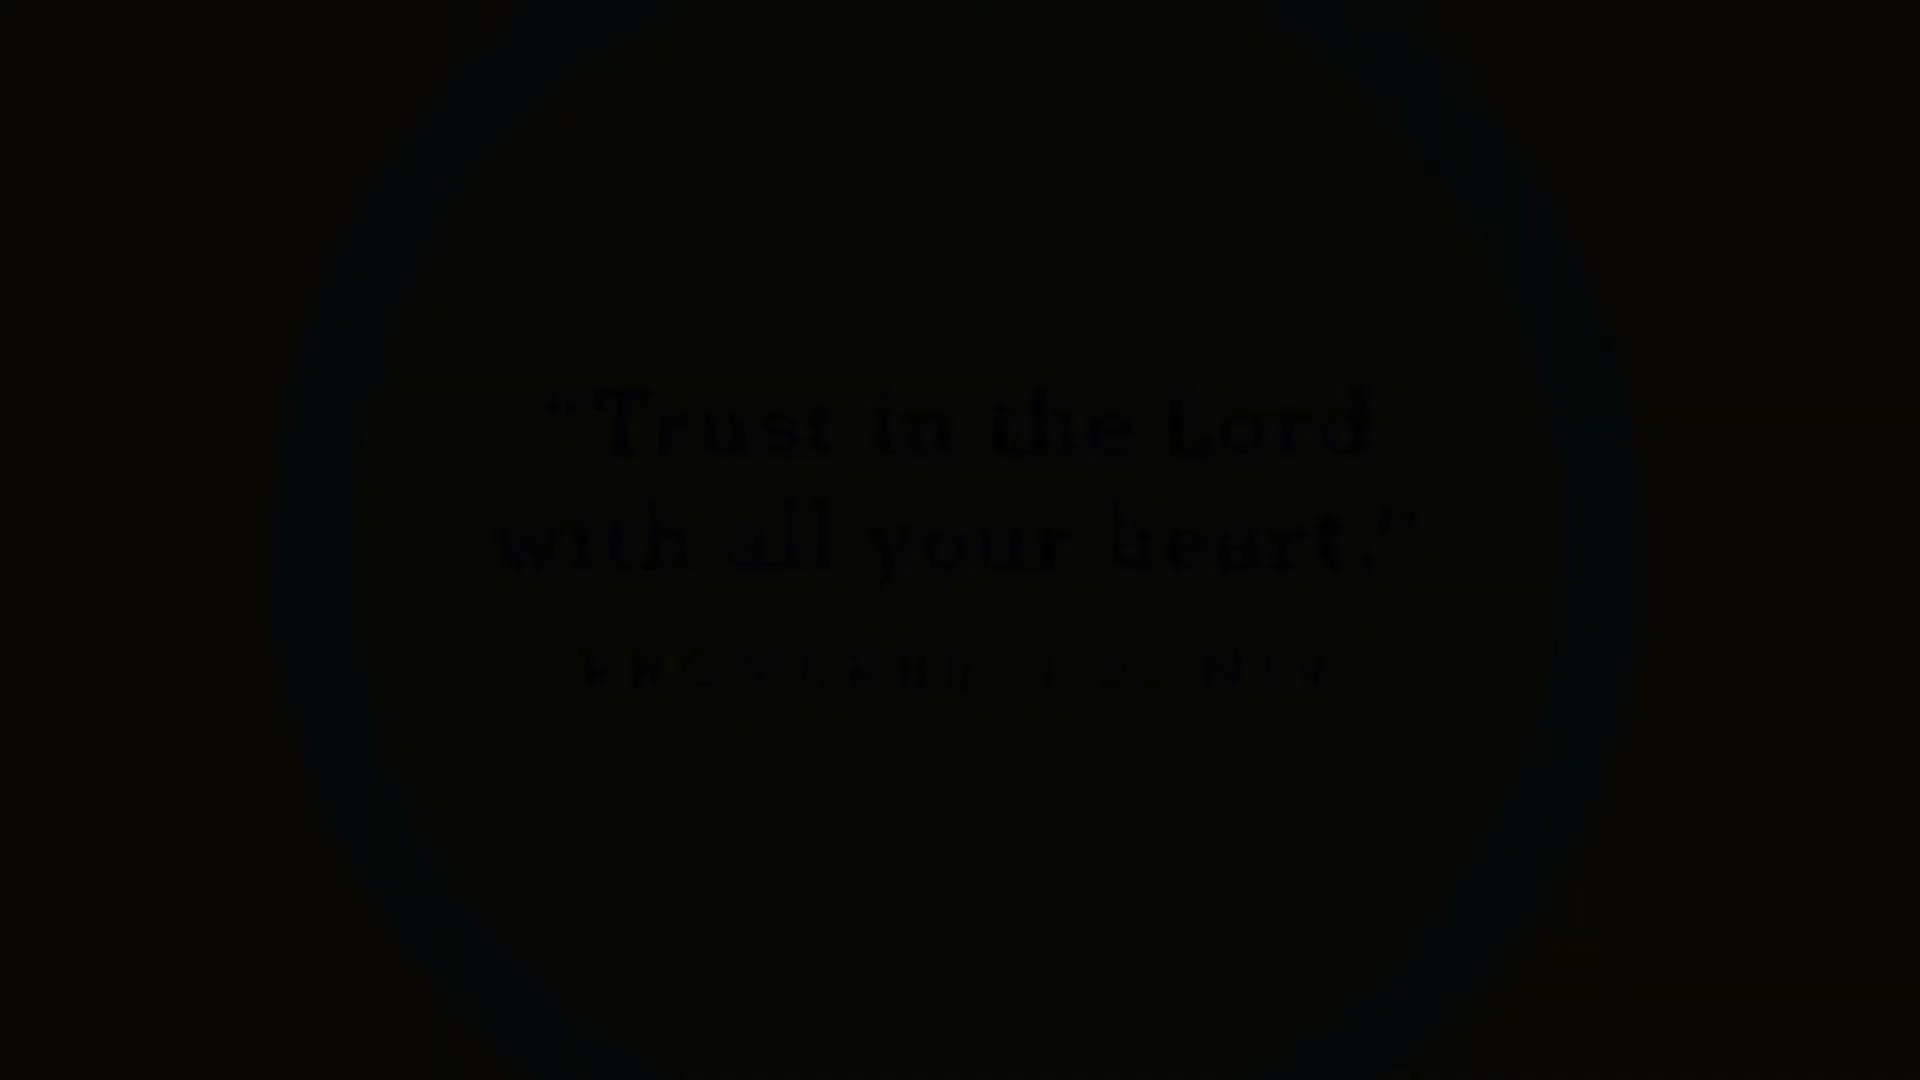 “Trust in the Lord
with all your heart.”
PROVERBS 3:5, NIV